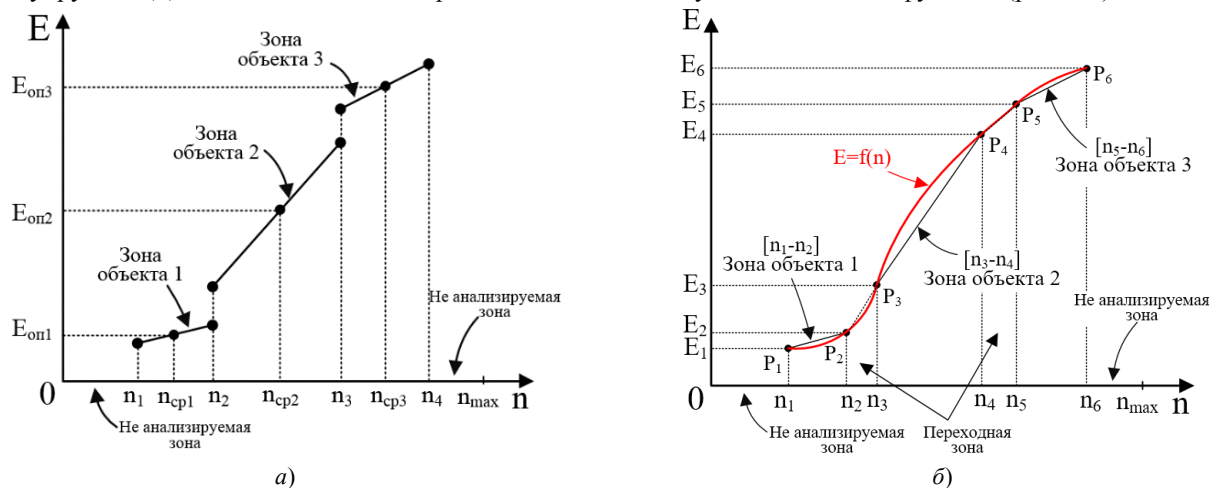 E
Зона
объекта 3
Eоп3
Зона
объекта 2
Eоп2
Зона
объекта 1
Не анализируемая
зона
Eоп1
0
n1
nср1
n2
nср2
n3
nср3
n4
nmax
n
Не анализируемая
зона
а)
E
E6
P6
E5
P5
E4
P4
[n5-n6]
Зона объекта 3
E=f(n)
[n1-n2]
Зона объекта 1
[n3-n4]
Зона объекта 2
E3
P3
Не анализируемая
зона
E2
P2
E1
P1
0
n1
n2
n3
n4
n5
n6
nmax
n
Не анализируемая
зона
Переходная
зона
б)